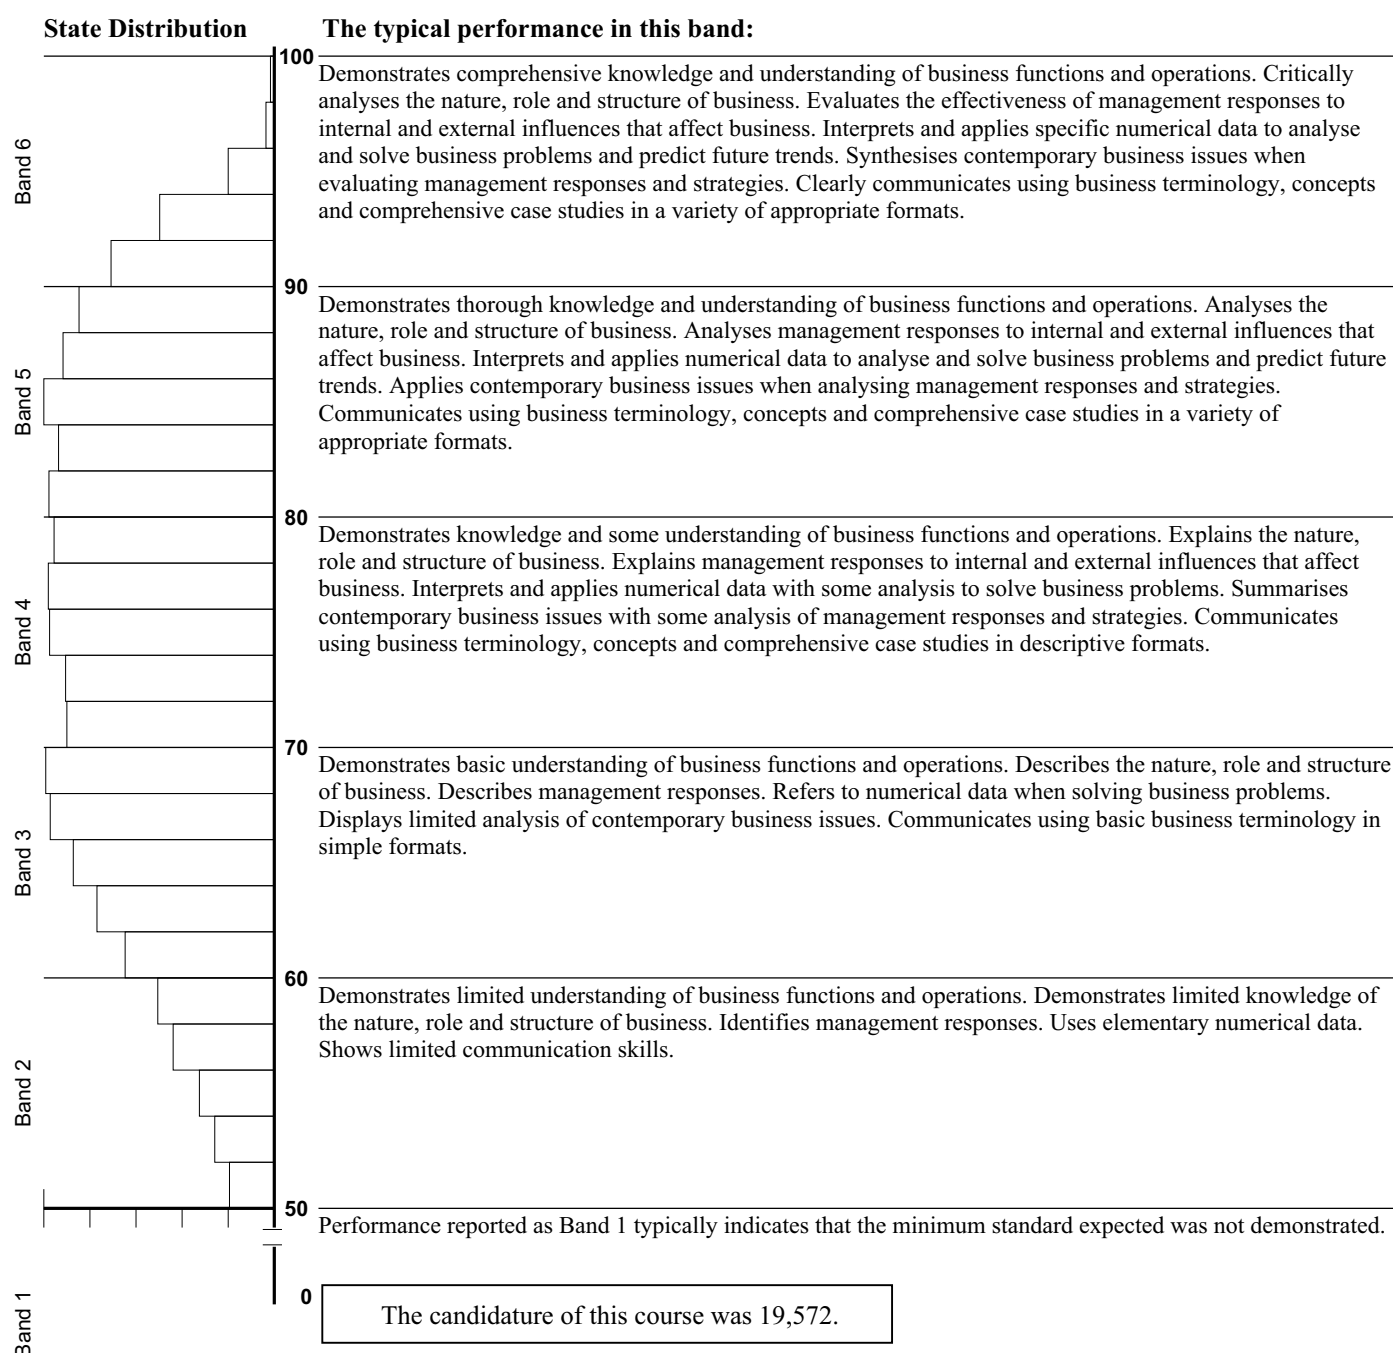 State Distribution
The typical performance in this band:
100
Demonstrates comprehensive knowledge and understanding of business functions and operations. Critically
analyses the nature, role and structure of business. Evaluates the effectiveness of management responses to
internal and external influences that affect business. Interprets and applies specific numerical data to analyse
and solve business problems and predict future trends. Synthesises contemporary business issues when
evaluating management responses and strategies. Clearly communicates using business terminology, concepts
and comprehensive case studies in a variety of appropriate formats.
Band 6
90
Demonstrates thorough knowledge and understanding of business functions and operations. Analyses the
nature, role and structure of business. Analyses management responses to internal and external influences that
affect business. Interprets and applies numerical data to analyse and solve business problems and predict future
trends. Applies contemporary business issues when analysing management responses and strategies.
Communicates using business terminology, concepts and comprehensive case studies in a variety of
appropriate formats.
Band 5
80
Demonstrates knowledge and some understanding of business functions and operations. Explains the nature,
role and structure of business. Explains management responses to internal and external influences that affect
business. Interprets and applies numerical data with some analysis to solve business problems. Summarises
contemporary business issues with some analysis of management responses and strategies. Communicates
using business terminology, concepts and comprehensive case studies in descriptive formats.
Band 4
70
Demonstrates basic understanding of business functions and operations. Describes the nature, role and structure
of business. Describes management responses. Refers to numerical data when solving business problems.
Displays limited analysis of contemporary business issues. Communicates using basic business terminology in
simple formats.
Band 3
60
Demonstrates limited understanding of business functions and operations. Demonstrates limited knowledge of
the nature, role and structure of business. Identifies management responses. Uses elementary numerical data.
Shows limited communication skills.
Band 2
50
Performance reported as Band 1 typically indicates that the minimum standard expected was not demonstrated.
0
Band 1
The candidature of this course was 19,572.